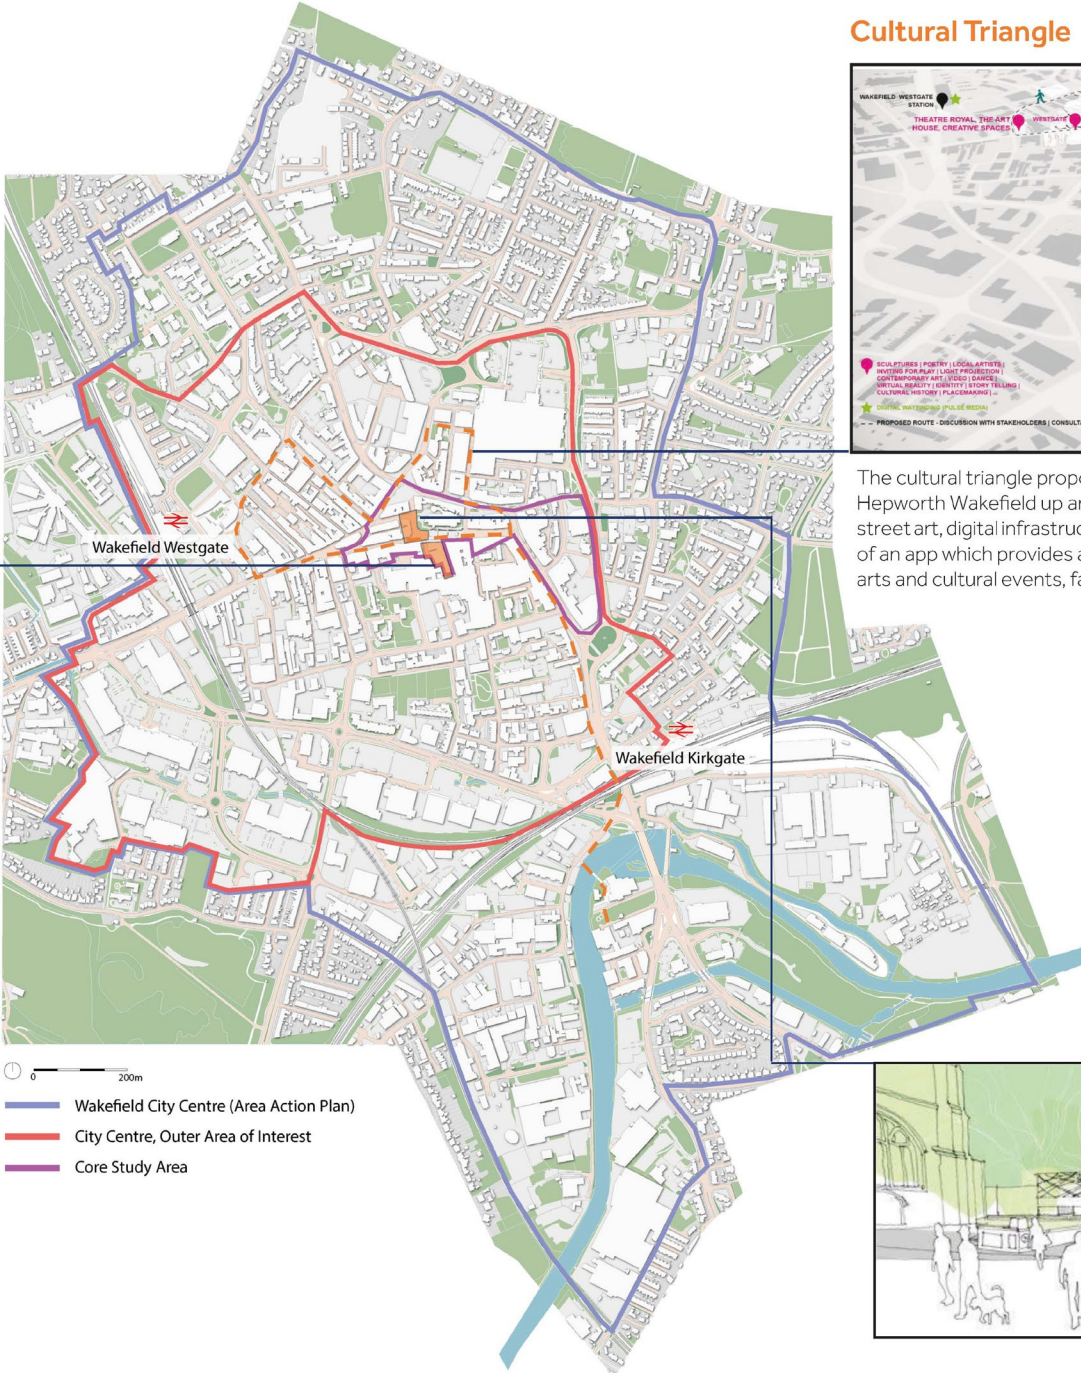 Cultural Triangle
WAKEFIELD WESTGATE
STATION
THEATRE ROYAL, THE ART
HOUSE, CREATIVE SPACES
WESTGATE
SCULPTURES | POETRY | LOCAL ARTISTS |
INVITING FOR PLAY | LIGHT PROJECTION |
CONTEMPORARY ART | VIDEO | DANCE |
VIRTUAL REALITY | IDENTITY | STORY TELLING |
CULTURAL HISTORY | PLACEMAKING | ...
DIGITAL WAYFINDING (PULSE MEDIA)
PROPOSED ROUTE - DISCUSSION WITH STAKEHOLDERS | CONSULTA
The cultural triangle propo
Hepworth Wakefield up an
street art, digital infrastruc
of an app which provides a
arts and cultural events, fa
Wakefield Westgate
Wakefield Kirkgate
0 200m
Wakefield City Centre (Area Action Plan)
City Centre, Outer Area of Interest
Core Study Area